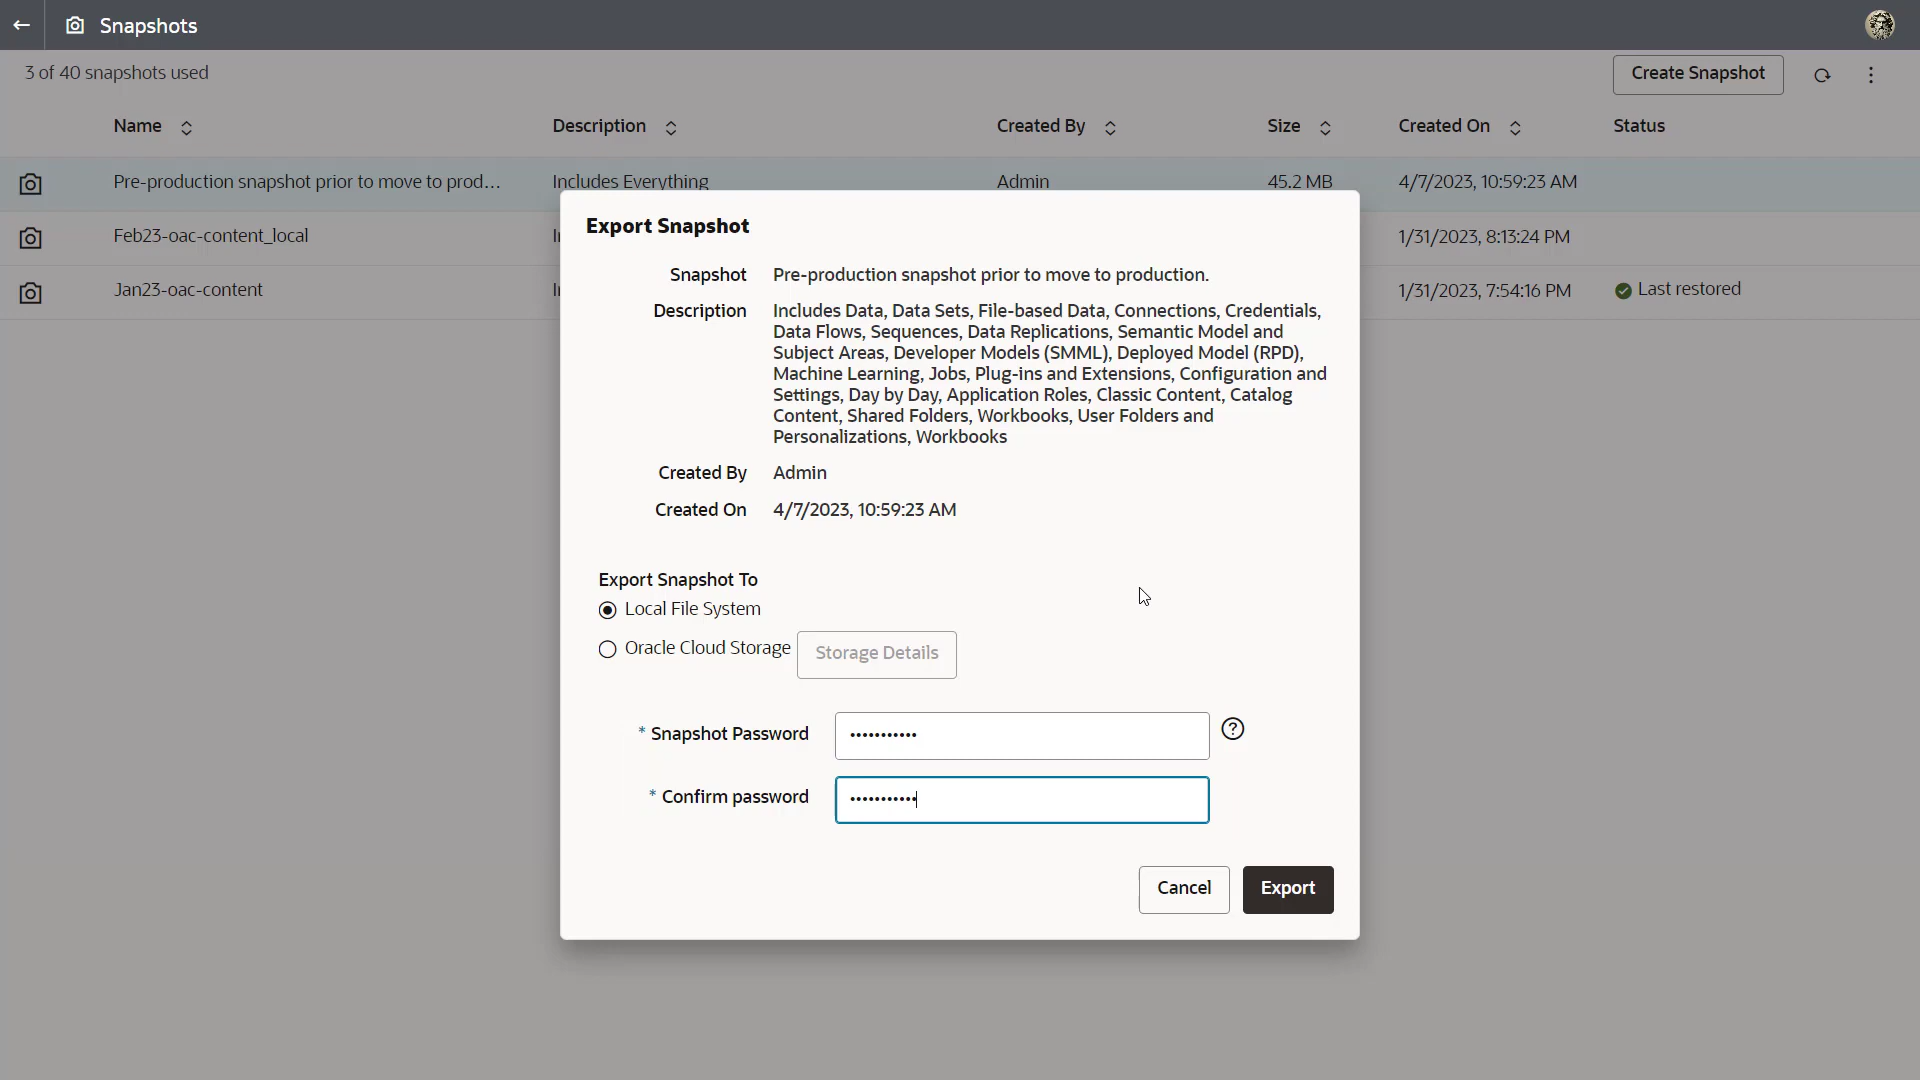 Snapshots
3 of 40 snapshots used
Create Snapshot
Name Description Created By Size Created On Status
Pre-production snapshot prior to move to prod... Includes Everything Admin 45.2 MB 4/7/2023, 10:59:23 AM
Feb23-oac-content_local 1/31/2023, 8:13:24 PM
Jan23-oac-content 1/31/2023, 7:54:16 PM Last restored
Export Snapshot
Snapshot Pre-production snapshot prior to move to production.
Description Includes Data, Data Sets, File-based Data, Connections, Credentials,
Data Flows, Sequences, Data Replications, Semantic Model and
Subject Areas, Developer Models (SMML), Deployed Model (RPD),
Machine Learning, Jobs, Plug-ins and Extensions, Configuration and
Settings, Day by Day, Application Roles, Classic Content, Catalog
Content, Shared Folders, Workbooks, User Folders and
Personalizations, Workbooks
Created By Admin
Created On 4/7/2023, 10:59:23 AM
Export Snapshot To
Local File System
Oracle Cloud Storage Storage Details
* Snapshot Password •••••••••••
* Confirm password •••••••••••
Cancel Export